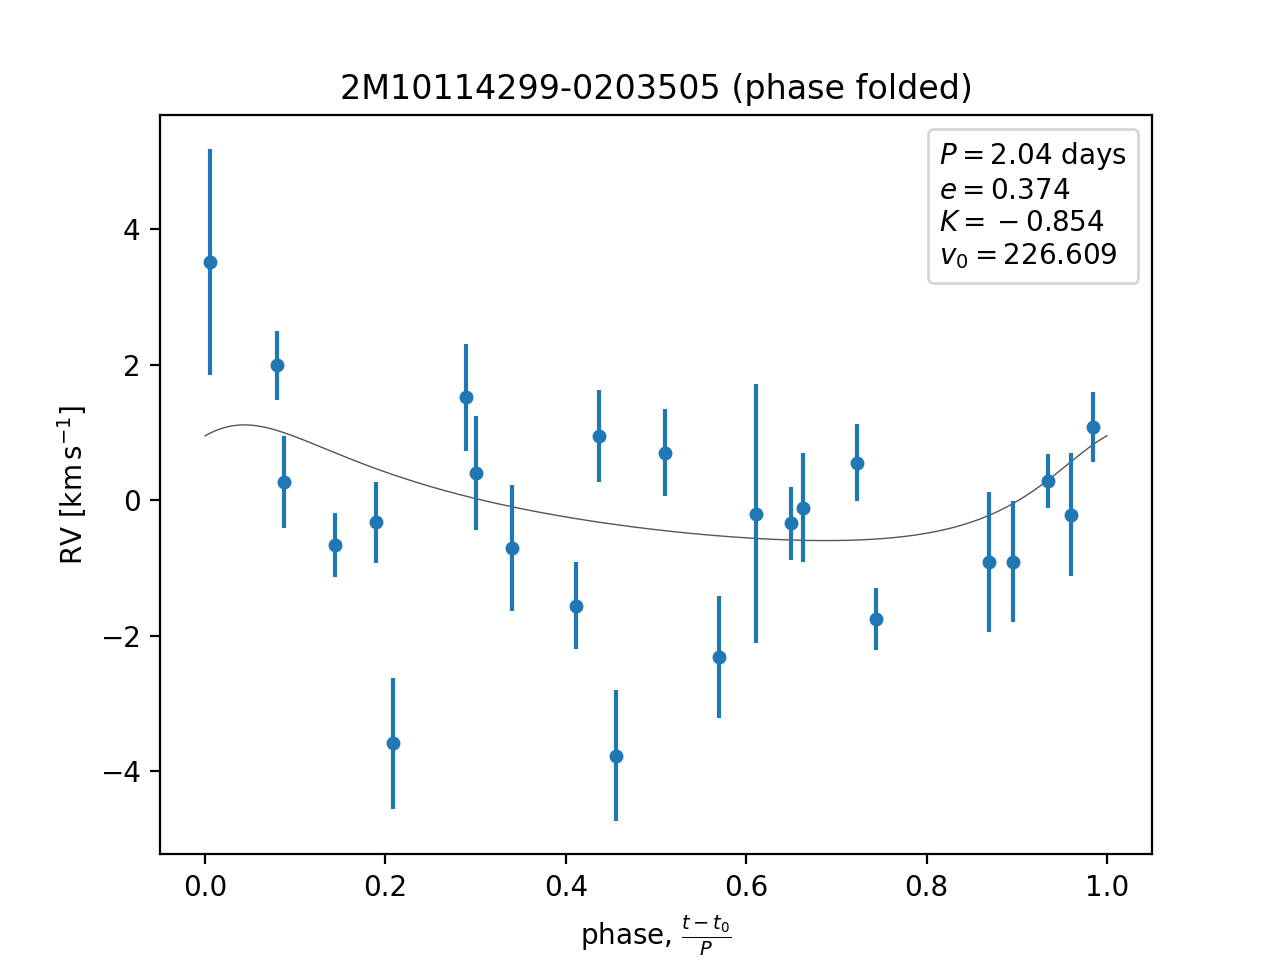 2M10114299-0203505 (phase folded)
P = 2.04 days
e = 0.374
K = −0.854
v₀ = 226.609
RV [km s⁻¹]
4
2
0
−2
−4
0.0 0.2 0.4 0.6 0.8 1.0
phase, (t − t₀)/P